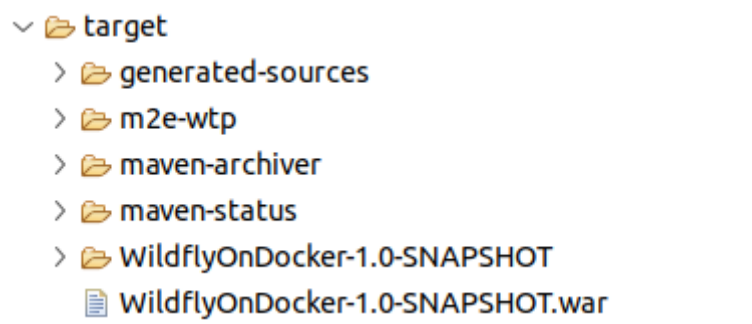 target
generated-sources
m2e-wtp
maven-archiver
maven-status
WildflyOnDocker-1.0-SNAPSHOT
WildflyOnDocker-1.0-SNAPSHOT.war